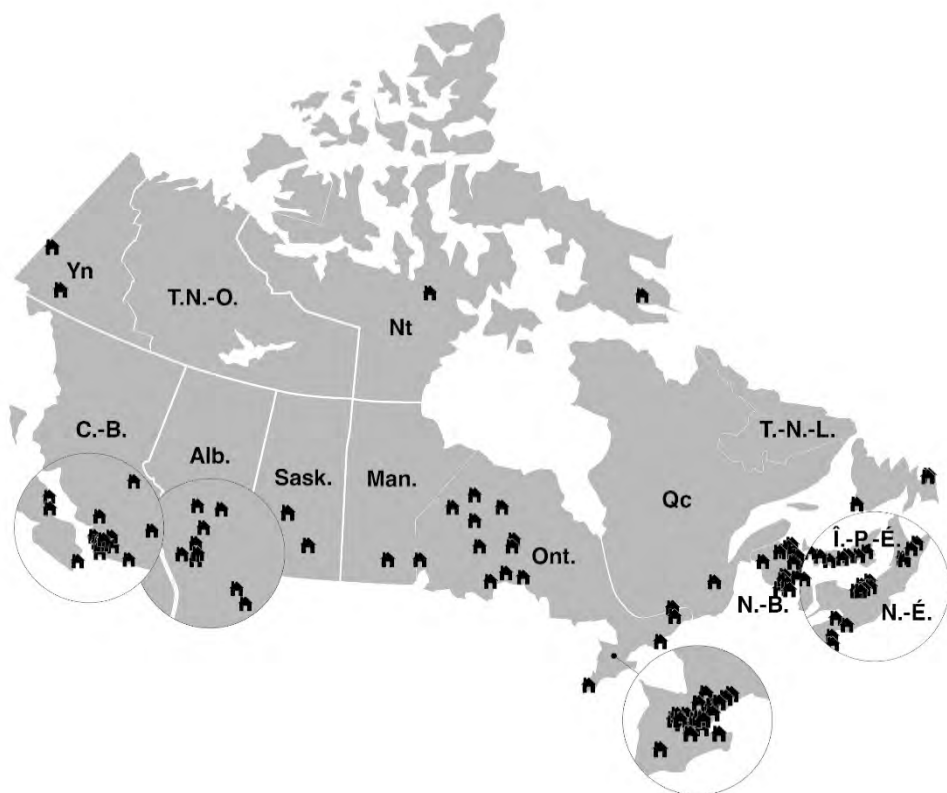 Yn
T.N.-O.
Nt
C.-B.
Alb.
Sask.
Man.
Ont.
Qc
T.-N.-L.
Î.-P.-É.
N.-B.
N.-É.